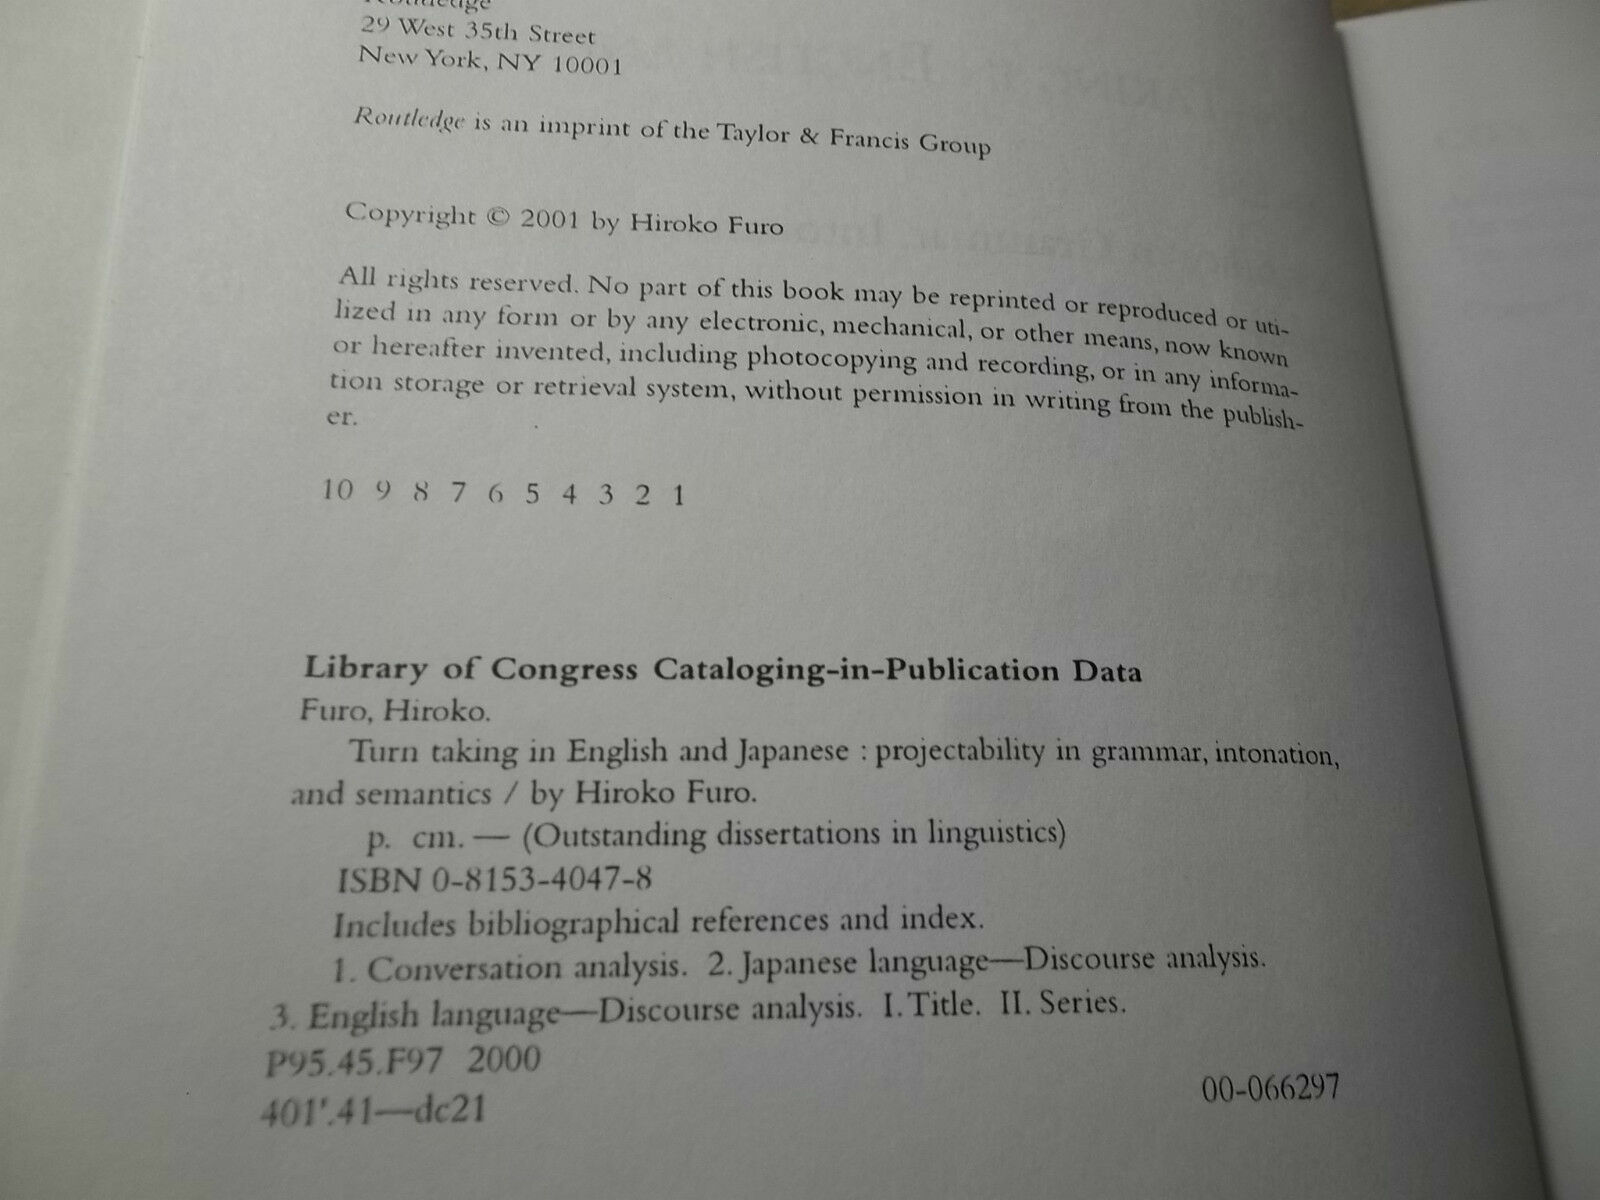 Routledge
29 West 35th Street
New York, NY 10001
Routledge is an imprint of the Taylor & Francis Group
Copyright © 2001 by Hiroko Furo
All rights reserved. No part of this book may be reprinted or reproduced or uti-
lized in any form or by any electronic, mechanical, or other means, now known
or hereafter invented, including photocopying and recording, or in any informa-
tion storage or retrieval system, without permission in writing from the publish-
er.
10 9 8 7 6 5 4 3 2 1
Library of Congress Cataloging-in-Publication Data
Furo, Hiroko.
Turn taking in English and Japanese : projectability in grammar, intonation,
and semantics / by Hiroko Furo.
p. cm. — (Outstanding dissertations in linguistics)
ISBN 0-8153-4047-8
Includes bibliographical references and index.
1. Conversation analysis. 2. Japanese language—Discourse analysis.
3. English language—Discourse analysis. I. Title. II. Series.
P95.45.F97 2000
401'.41—dc21
00-066297